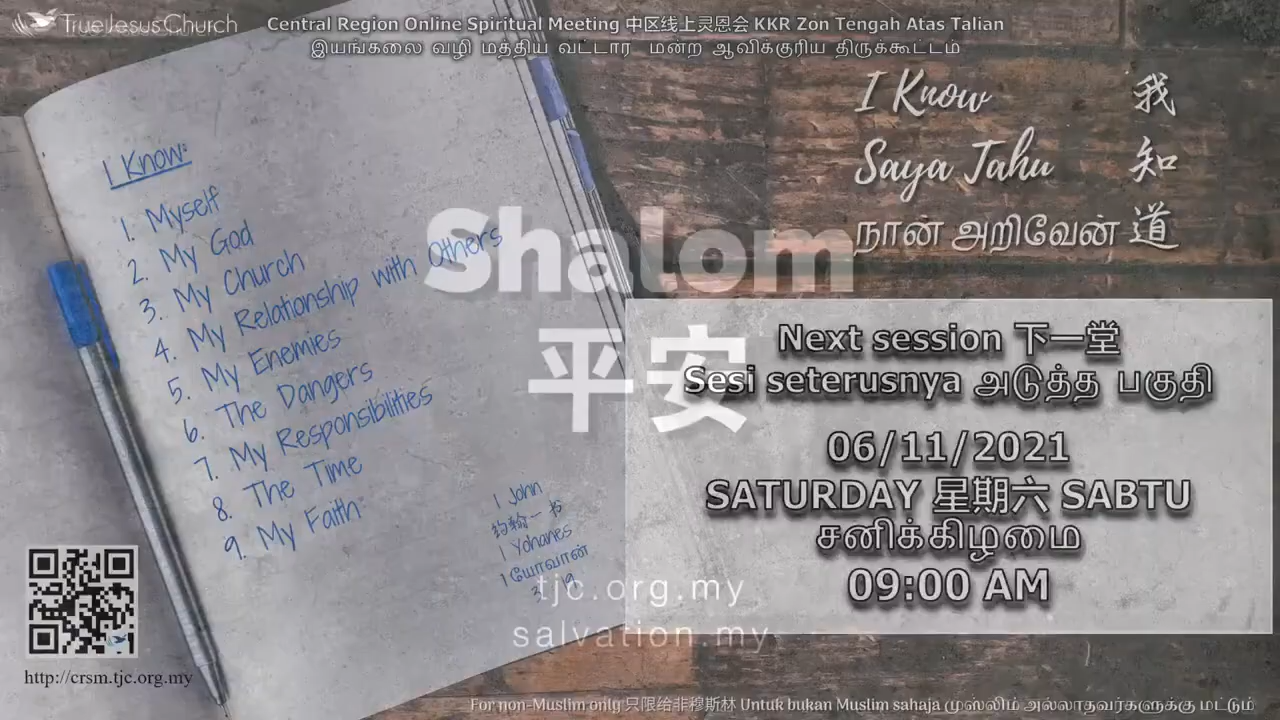 True Jesus Church
Central Region Online Spiritual Meeting 中区线上灵恩会 KKR Zon Tengah Atas Talian
இயங்கலை வழி மத்திய வட்டார மன்ற ஆவிக்குரிய திருக்கூட்டம்
I Know 我
Saya Tahu 知
நான் அறிவேன் 道
I Know:
1. Myself
2. My God
3. My Church
4. My Relationship with Others
5. My Enemies
6. The Dangers
7. My Responsibilities
8. The Time
9. My Faith:
1 John
约翰一书
1 Yohanes
1 யோவான்
Shalom
平安
tjc.org.my
salvation.my
Next session 下一堂
Sesi seterusnya அடுத்த பகுதி
06/11/2021
SATURDAY 星期六 SABTU
சனிக்கிழமை
09:00 AM
http://crsm.tjc.org.my
For non-Muslim only 只限给非穆斯林 Untuk bukan Muslim sahaja முஸ்லிம் அல்லாதவர்களுக்கு மட்டும்